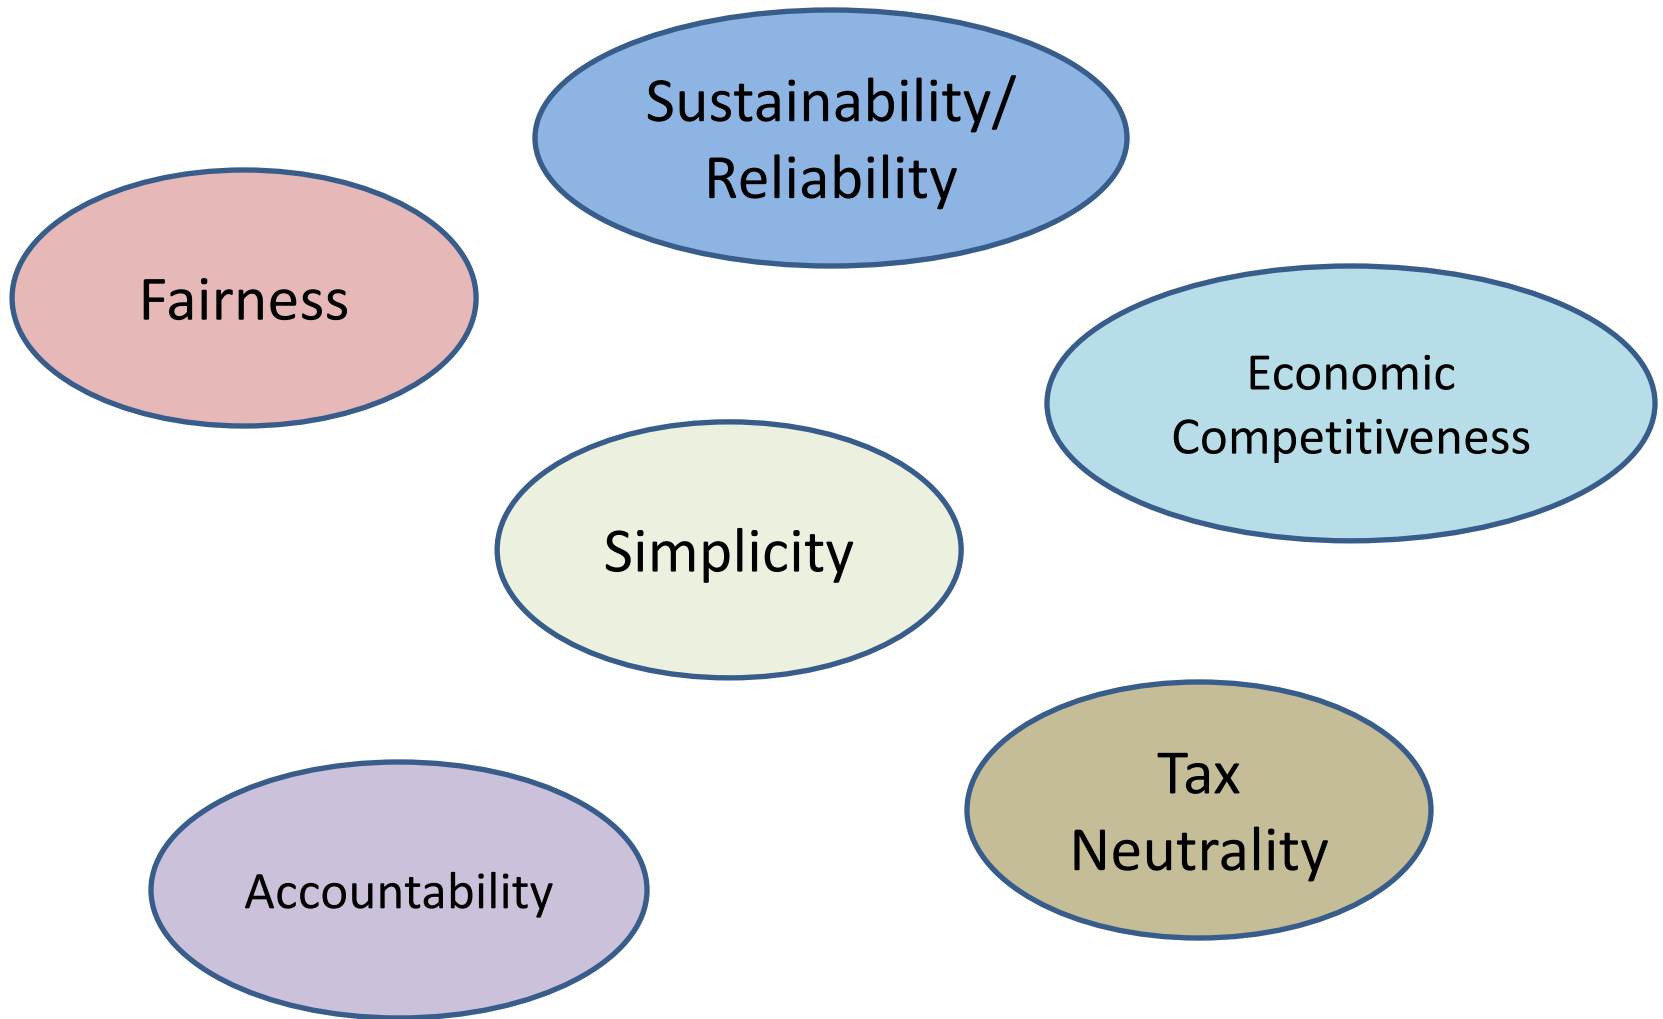 Sustainability/
Reliability
Fairness
Economic
Competitiveness
Simplicity
Tax
Neutrality
Accountability